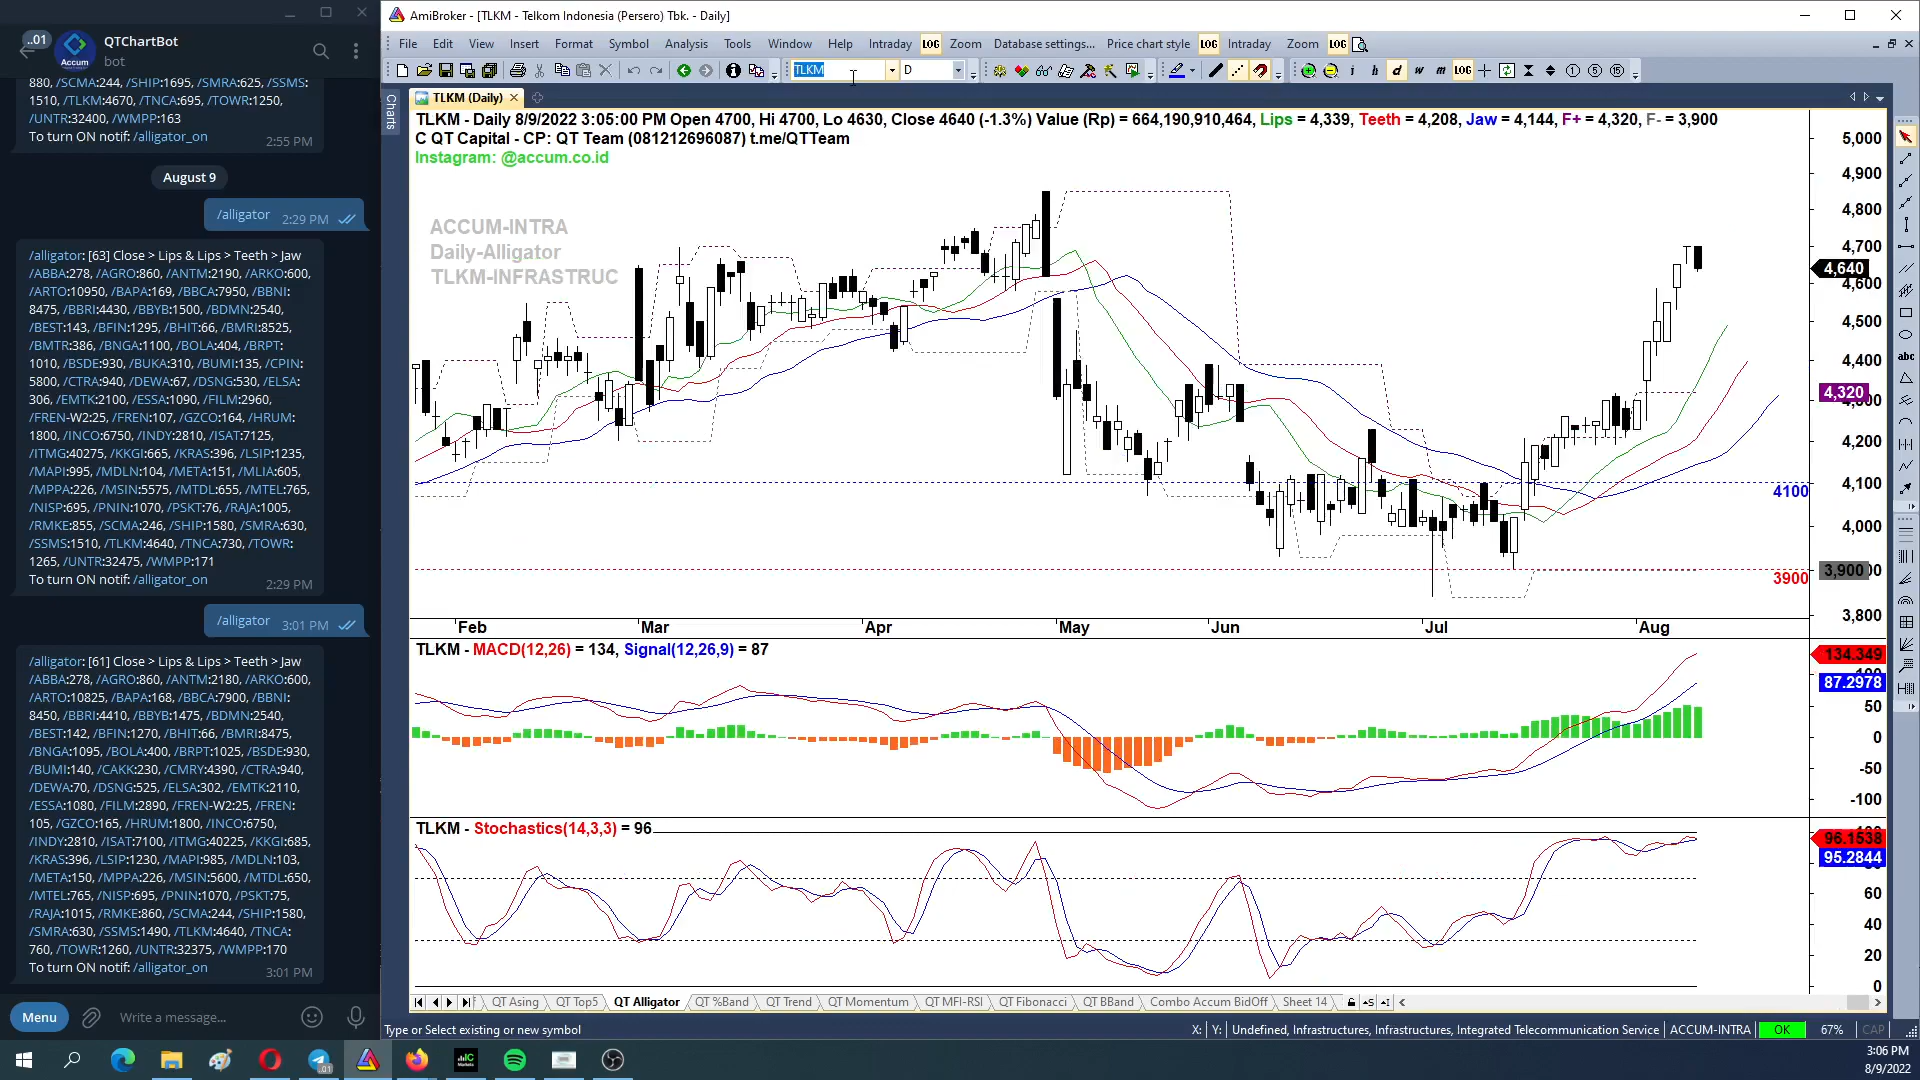 ..01
QTChartBot
bot
Accum
880, /SCMA:244, /SHIP:1695, /SMRA:625, /SSMS:
1510, /TLKM:4670, /TNCA:695, /TOWR:1250,
/UNTR:32400, /WMPP:163
To turn ON notif: /alligator_on
2:55 PM
August 9
/alligator 2:29 PM
/alligator: [63] Close > Lips & Lips > Teeth > Jaw
/ABBA:278, /AGRO:860, /ANTM:2190, /ARKO:600,
/ARTO:10950, /BAPA:169, /BBCA:7950, /BBNI:
8475, /BBRI:4430, /BBYB:1500, /BDMN:2540,
/BEST:143, /BFIN:1295, /BHIT:66, /BMRI:8525,
/BMTR:386, /BNGA:1100, /BOLA:404, /BRPT:
1010, /BSDE:930, /BUKA:310, /BUMI:135, /CPIN:
5800, /CTRA:940, /DEWA:67, /DSNG:530, /ELSA:
306, /EMTK:2100, /ESSA:1090, /FILM:2960,
/FREN-W2:25, /FREN:107, /GZCO:164, /HRUM:
1800, /INCO:6750, /INDY:2810, /ISAT:7125,
/ITMG:40275, /KKGI:665, /KRAS:396, /LSIP:1235,
/MAPI:995, /MDLN:104, /META:151, /MLIA:605,
/MPPA:226, /MSIN:5575, /MTDL:655, /MTEL:765,
/NISP:695, /PNIN:1070, /PSKT:76, /RAJA:1005,
/RMKE:855, /SCMA:246, /SHIP:1580, /SMRA:630,
/SSMS:1510, /TLKM:4640, /TNCA:730, /TOWR:
1265, /UNTR:32475, /WMPP:171
To turn ON notif: /alligator_on
2:29 PM
/alligator 3:01 PM
/alligator: [61] Close > Lips & Lips > Teeth > Jaw
/ABBA:278, /AGRO:860, /ANTM:2180, /ARKO:600,
/ARTO:10825, /BAPA:168, /BBCA:7900, /BBNI:
8450, /BBRI:4410, /BBYB:1475, /BDMN:2540,
/BEST:142, /BFIN:1270, /BHIT:66, /BMRI:8475,
/BNGA:1095, /BOLA:400, /BRPT:1025, /BSDE:930,
/BUMI:140, /CAKK:230, /CMRY:4390, /CTRA:940,
/DEWA:70, /DSNG:525, /ELSA:302, /EMTK:2110,
/ESSA:1080, /FILM:2890, /FREN-W2:25, /FREN:
105, /GZCO:165, /HRUM:1800, /INCO:6750,
/INDY:2810, /ISAT:7100, /ITMG:40225, /KKGI:685,
/KRAS:396, /LSIP:1230, /MAPI:985, /MDLN:103,
/META:150, /MPPA:226, /MSIN:5600, /MTDL:650,
/MTEL:765, /NISP:695, /PNIN:1070, /PSKT:75,
/RAJA:1015, /RMKE:860, /SCMA:244, /SHIP:1580,
/SMRA:630, /SSMS:1490, /TLKM:4640, /TNCA:
760, /TOWR:1260, /UNTR:32375, /WMPP:170
To turn ON notif: /alligator_on
3:01 PM
Menu Write a message...
AmiBroker - [TLKM - Telkom Indonesia (Persero) Tbk. - Daily]
File Edit View Insert Format Symbol Analysis Tools Window Help Intraday LOG Zoom Database settings... Price chart style LOG Intraday Zoom LOG
TLKM D i h d w m LOG
Charts
TLKM (Daily)
TLKM - Daily 8/9/2022 3:05:00 PM Open 4700, Hi 4700, Lo 4630, Close 4640 (-1.3%) Value (Rp) = 664,190,910,464, Lips = 4,339, Teeth = 4,208, Jaw = 4,144, F+ = 4,320, F- = 3,900
C QT Capital - CP: QT Team (081212696087) t.me/QTTeam
Instagram: @accum.co.id
ACCUM-INTRA
Daily-Alligator
TLKM-INFRASTRUC
5,000
4,900
4,800
4,700
4,640
4,600
4,500
4,400
4,320
4,200
4,100
4100
4,000
3,900
3900
3,800
Feb Mar Apr May Jun Jul Aug
TLKM - MACD(12,26) = 134, Signal(12,26,9) = 87
134.349
87.2978
50
0
-50
-100
TLKM - Stochastics(14,3,3) = 96
96.1538
95.2844
60
40
20
0
abc
QT Asing QT Top5 QT Alligator QT %Band QT Trend QT Momentum QT MFI-RSI QT Fibonacci QT BBand Combo Accum BidOff Sheet 14
Type or Select existing or new symbol X: Y: Undefined, Infrastructures, Infrastructures, Integrated Telecommunication Service ACCUM-INTRA OK 67% CAP
3:06 PM
8/9/2022